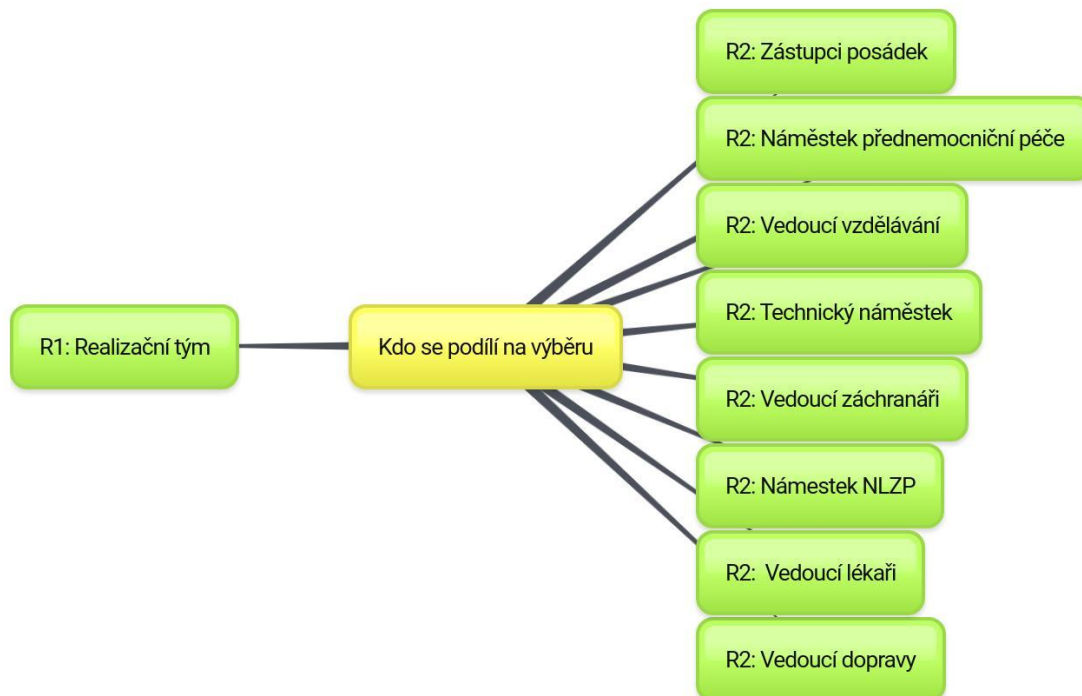 R2: Zástupci posádek
R2: Náměstek přednemocniční péče
R2: Vedoucí vzdělávání
R2: Technický náměstek
R1: Realizační tým
Kdo se podílí na výběru
R2: Vedoucí záchranáři
R2: Námestek NLZP
R2: Vedoucí lékaři
R2: Vedoucí dopravy